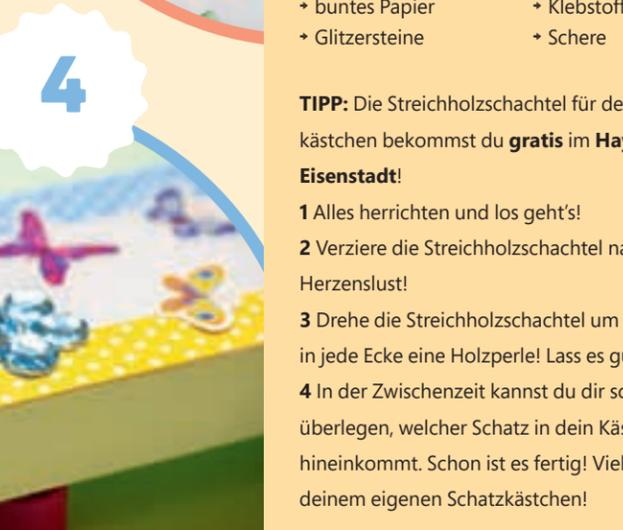 4
→ buntes Papier
→ Klebstoff
→ Glitzersteine
→ Schere
TIPP: Die Streichholzschachtel für de
kästchen bekommst du gratis im Ha
Eisenstadt!
1 Alles herrichten und los geht's!
2 Verziere die Streichholzschachtel na
Herzenslust!
3 Drehe die Streichholzschachtel um
in jede Ecke eine Holzperle! Lass es g
4 In der Zwischenzeit kannst du dir sc
überlegen, welcher Schatz in dein Käs
hineinkommt. Schon ist es fertig! Viel
deinem eigenen Schatzkästchen!